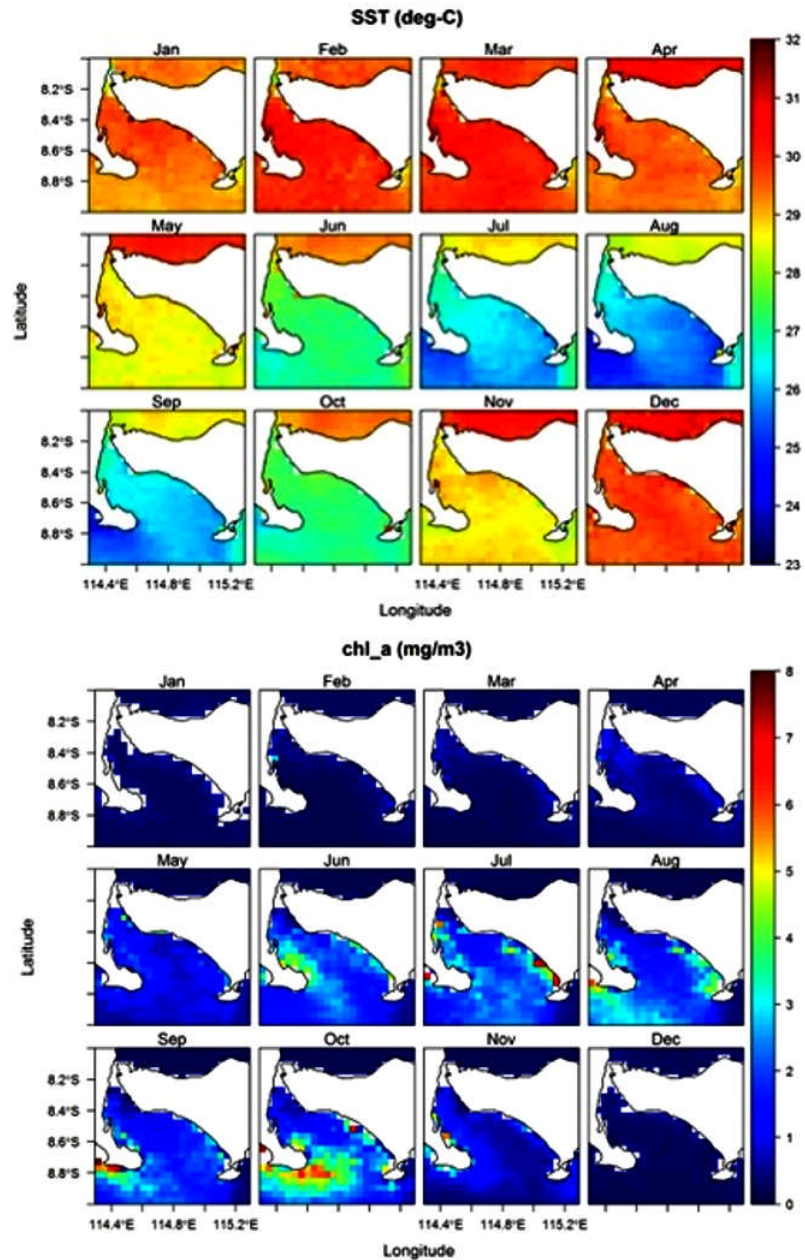 SST (deg-C)
Jan Feb Mar Apr
8.2°S
8.4°S
8.6°S
8.8°S
May Jun Jul Aug
Sep Oct Nov Dec
8.2°S
8.4°S
8.6°S
8.8°S
114.4°E 114.8°E 115.2°E 114.4°E 114.8°E 115.2°E
Latitude
Longitude
32
31
30
29
28
27
26
25
24
23
chl_a (mg/m3)
Jan Feb Mar Apr
8.2°S
8.4°S
8.6°S
8.8°S
May Jun Jul Aug
Sep Oct Nov Dec
8.2°S
8.4°S
8.6°S
8.8°S
114.4°E 114.8°E 115.2°E 114.4°E 114.8°E 115.2°E
Latitude
Longitude
8
7
6
5
4
3
2
1
0